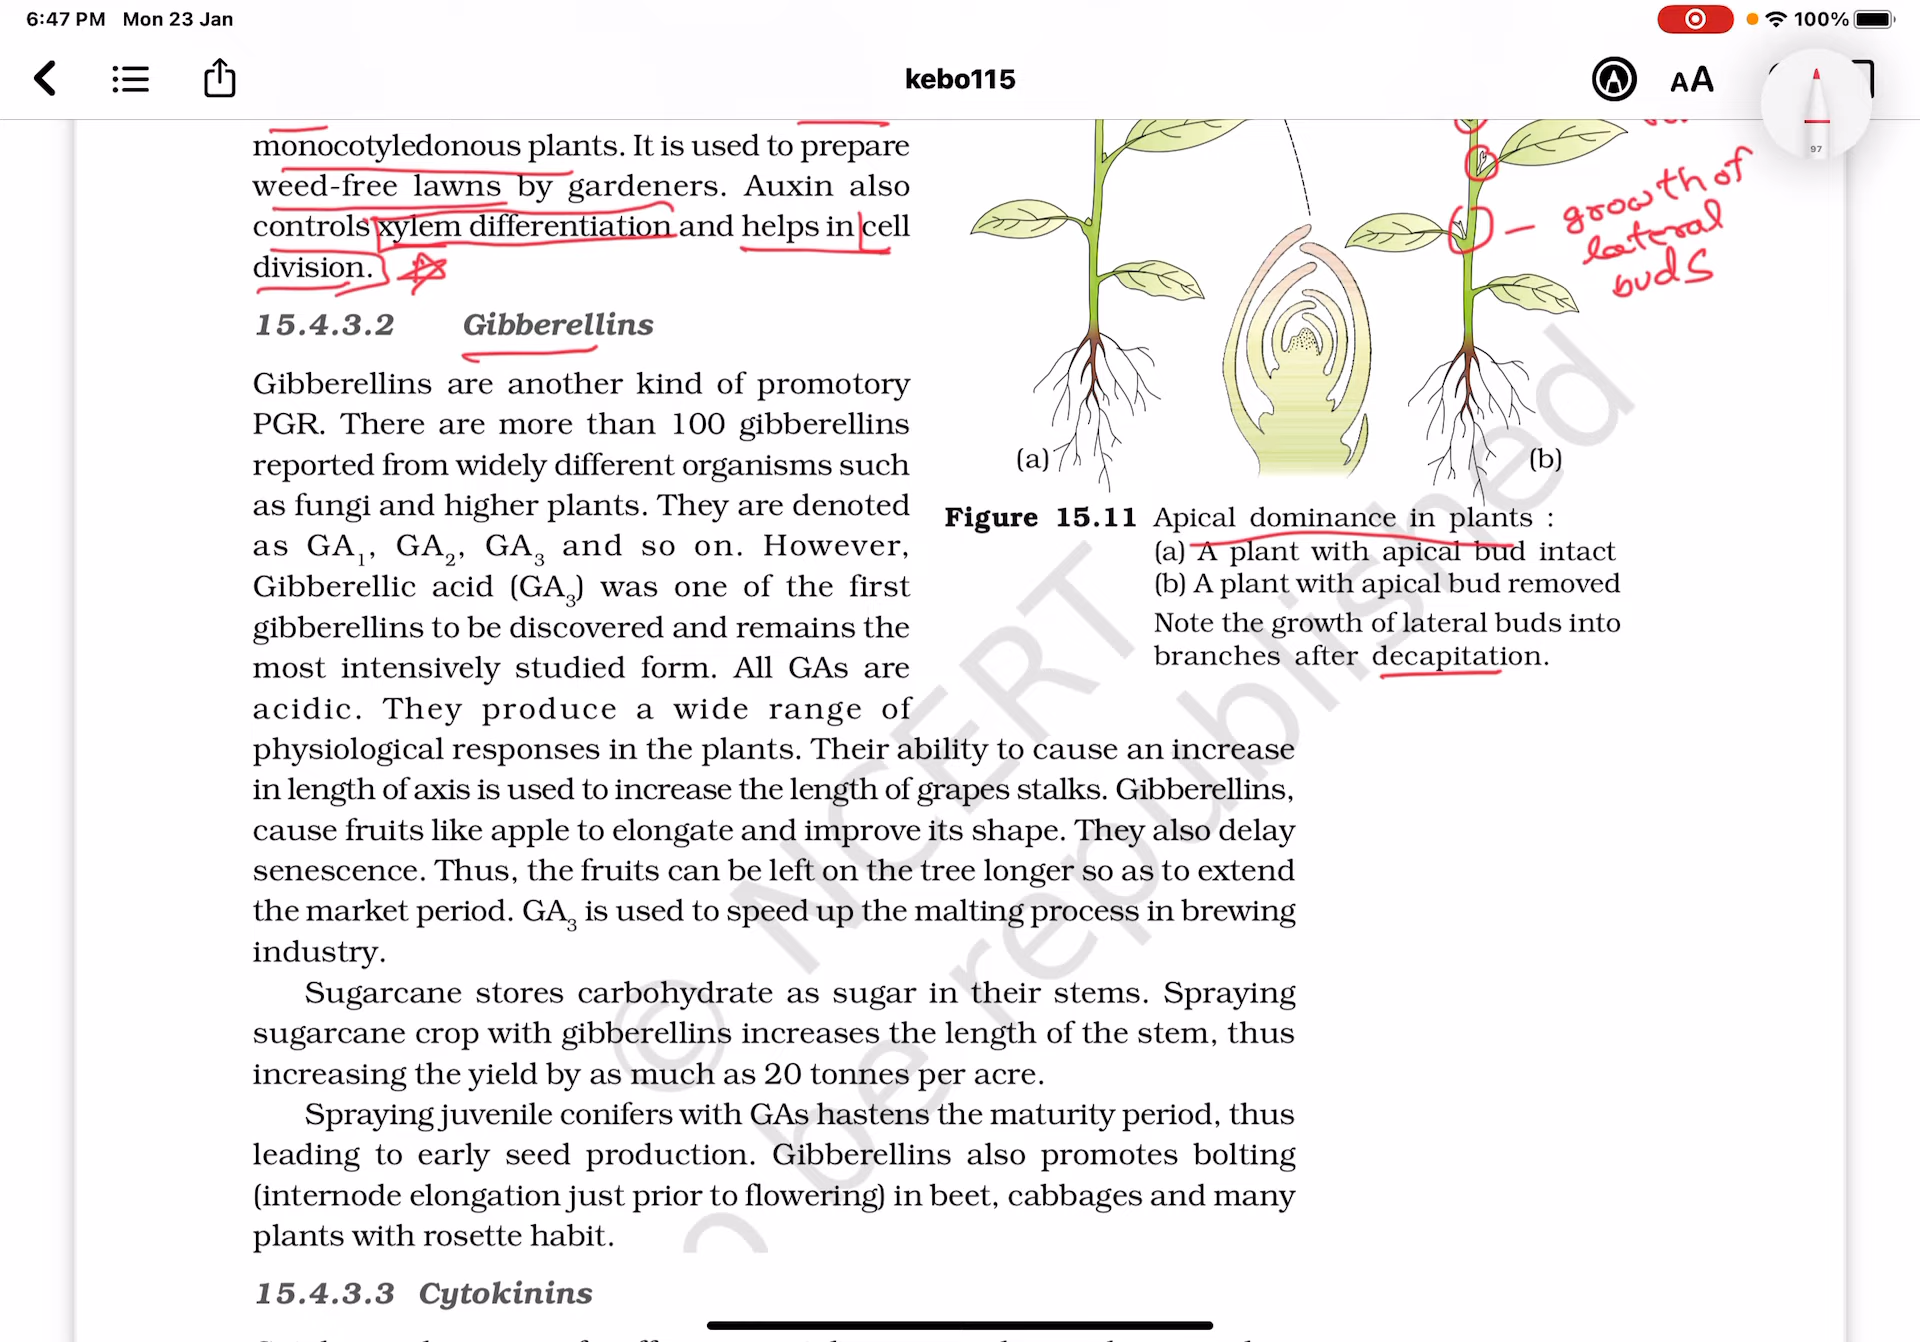 6:47 PM Mon 23 Jan
100%
kebo115
AA
97
monocotyledonous plants. It is used to prepare
weed-free lawns by gardeners. Auxin also
controls xylem differentiation and helps in cell
division.
15.4.3.2 Gibberellins
Gibberellins are another kind of promotory
PGR. There are more than 100 gibberellins
reported from widely different organisms such
as fungi and higher plants. They are denoted
as GA₁, GA₂, GA₃ and so on. However,
Gibberellic acid (GA₃) was one of the first
gibberellins to be discovered and remains the
most intensively studied form. All GAs are
acidic. They produce a wide range of
physiological responses in the plants. Their ability to cause an increase
in length of axis is used to increase the length of grapes stalks. Gibberellins,
cause fruits like apple to elongate and improve its shape. They also delay
senescence. Thus, the fruits can be left on the tree longer so as to extend
the market period. GA₃ is used to speed up the malting process in brewing
industry.
Sugarcane stores carbohydrate as sugar in their stems. Spraying
sugarcane crop with gibberellins increases the length of the stem, thus
increasing the yield by as much as 20 tonnes per acre.
Spraying juvenile conifers with GAs hastens the maturity period, thus
leading to early seed production. Gibberellins also promotes bolting
(internode elongation just prior to flowering) in beet, cabbages and many
plants with rosette habit.
15.4.3.3 Cytokinins
growth of
lateral
buds
(a)
(b)
Figure 15.11 Apical dominance in plants :
(a) A plant with apical bud intact
(b) A plant with apical bud removed
Note the growth of lateral buds into
branches after decapitation.
© NCERT
be republished